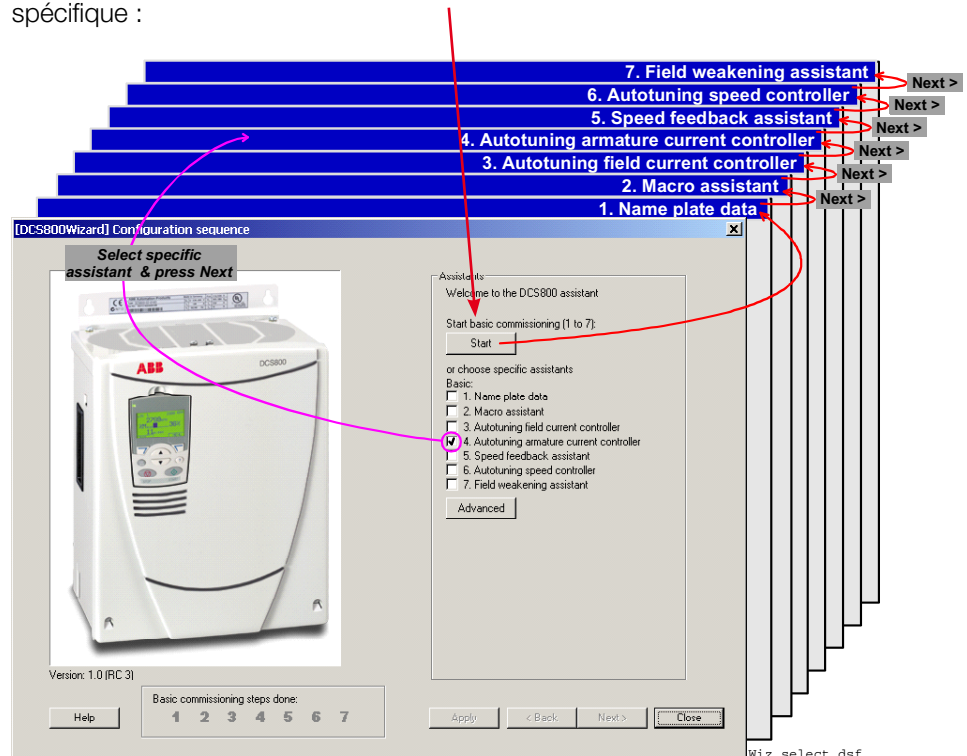 spécifique :
7. Field weakening assistant
Next >
6. Autotuning speed controller
Next >
5. Speed feedback assistant
Next >
4. Autotuning armature current controller
Next >
3. Autotuning field current controller
Next >
2. Macro assistant
Next >
1. Name plate data
[DCS800Wizard] Configuration sequence
Select specific
assistant & press Next
Assistants
Welcome to the DCS800 assistant
Start basic commissioning (1 to 7):
Start
or choose specific assistants
Basic:
1. Name plate data
2. Macro assistant
3. Autotuning field current controller
4. Autotuning armature current controller
5. Speed feedback assistant
6. Autotuning speed controller
7. Field weakening assistant
Advanced
ABB
DCS800
Version: 1.0 (RC 3)
Basic commissioning steps done:
1 2 3 4 5 6 7
Help
Apply
< Back
Next >
Close
Wiz select.dsf